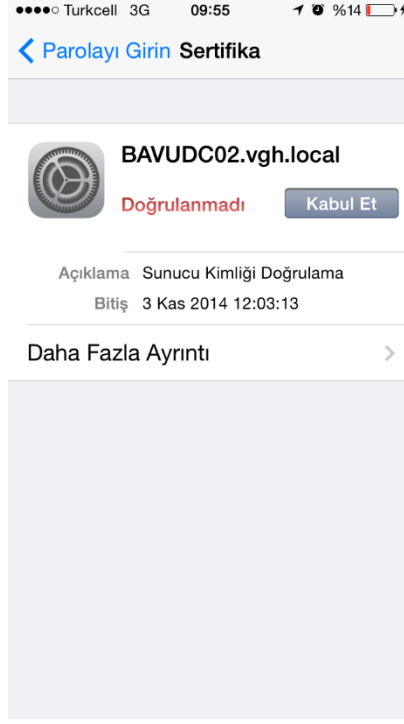 Turkcell 3G 09:55 %14
Parolayı Girin Sertifika
BAVUDC02.vgh.local
Doğrulanmadı Kabul Et
Açıklama Sunucu Kimliği Doğrulama
Bitiş 3 Kas 2014 12:03:13
Daha Fazla Ayrıntı